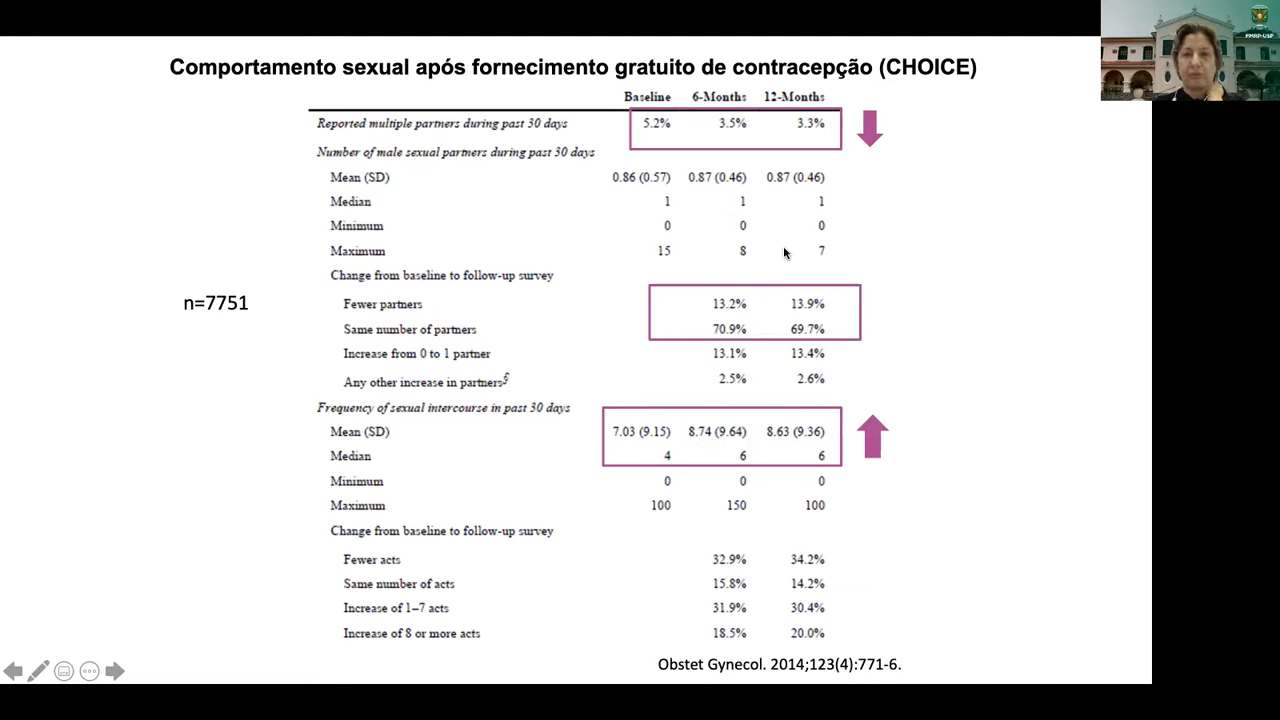 FMRP-USP
Comportamento sexual após fornecimento gratuito de contracepção (CHOICE)
Baseline 6-Months 12-Months
Reported multiple partners during past 30 days 5.2% 3.5% 3.3%
Number of male sexual partners during past 30 days
Mean (SD) 0.86 (0.57) 0.87 (0.46) 0.87 (0.46)
Median 1 1 1
Minimum 0 0 0
Maximum 15 8 7
Change from baseline to follow-up survey
n=7751
Fewer partners 13.2% 13.9%
Same number of partners 70.9% 69.7%
Increase from 0 to 1 partner 13.1% 13.4%
Any other increase in partners§ 2.5% 2.6%
Frequency of sexual intercourse in past 30 days
Mean (SD) 7.03 (9.15) 8.74 (9.64) 8.63 (9.36)
Median 4 6 6
Minimum 0 0 0
Maximum 100 150 100
Change from baseline to follow-up survey
Fewer acts 32.9% 34.2%
Same number of acts 15.8% 14.2%
Increase of 1–7 acts 31.9% 30.4%
Increase of 8 or more acts 18.5% 20.0%
Obstet Gynecol. 2014;123(4):771-6.